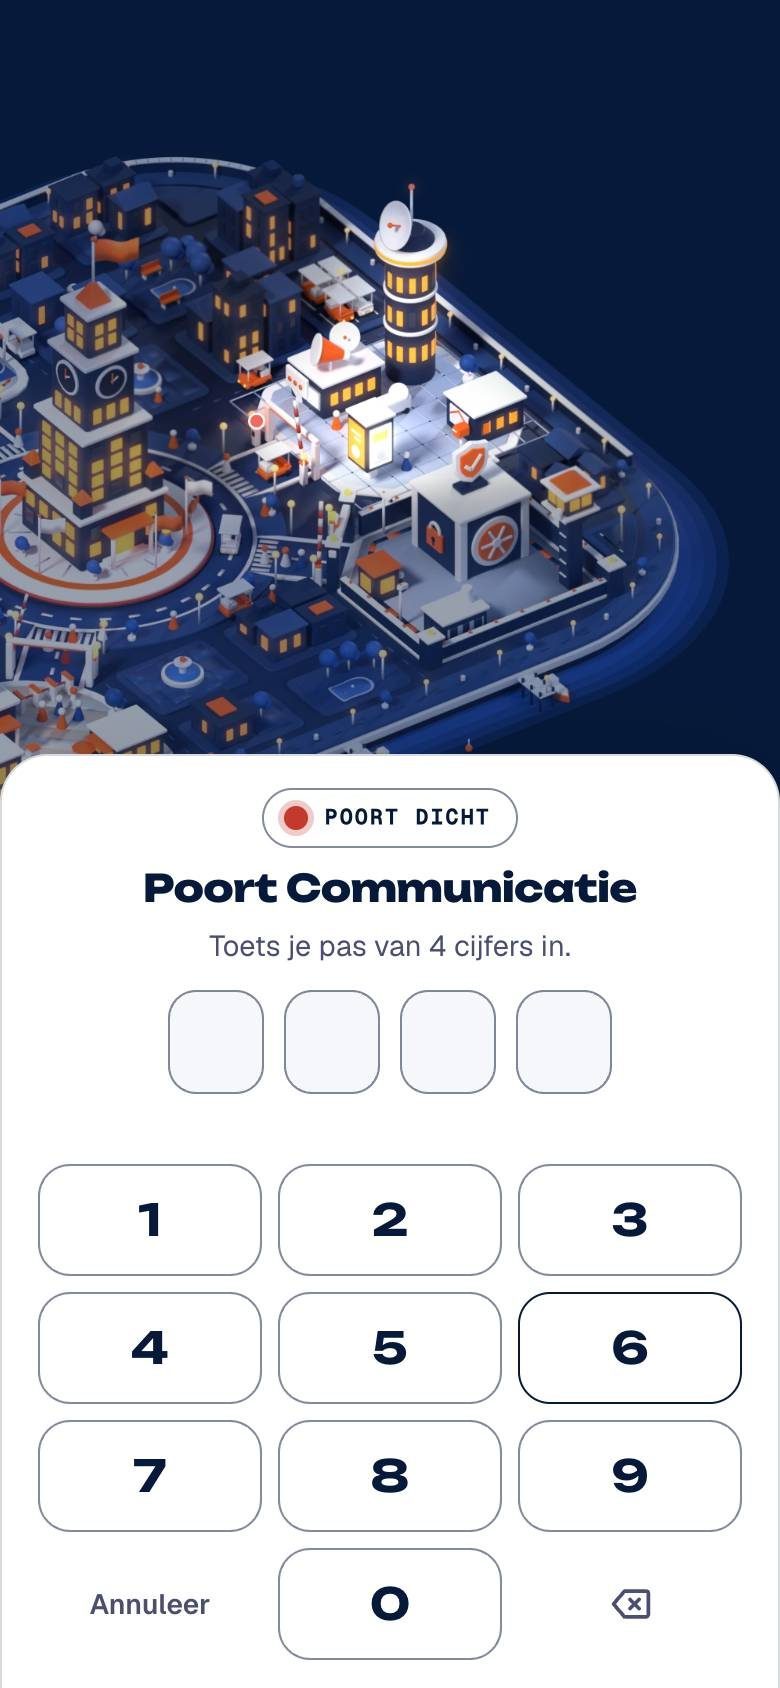 POORT DICHT
Poort Communicatie
Toets je pas van 4 cijfers in.
1 2 3
4 5 6
7 8 9
Annuleer 0